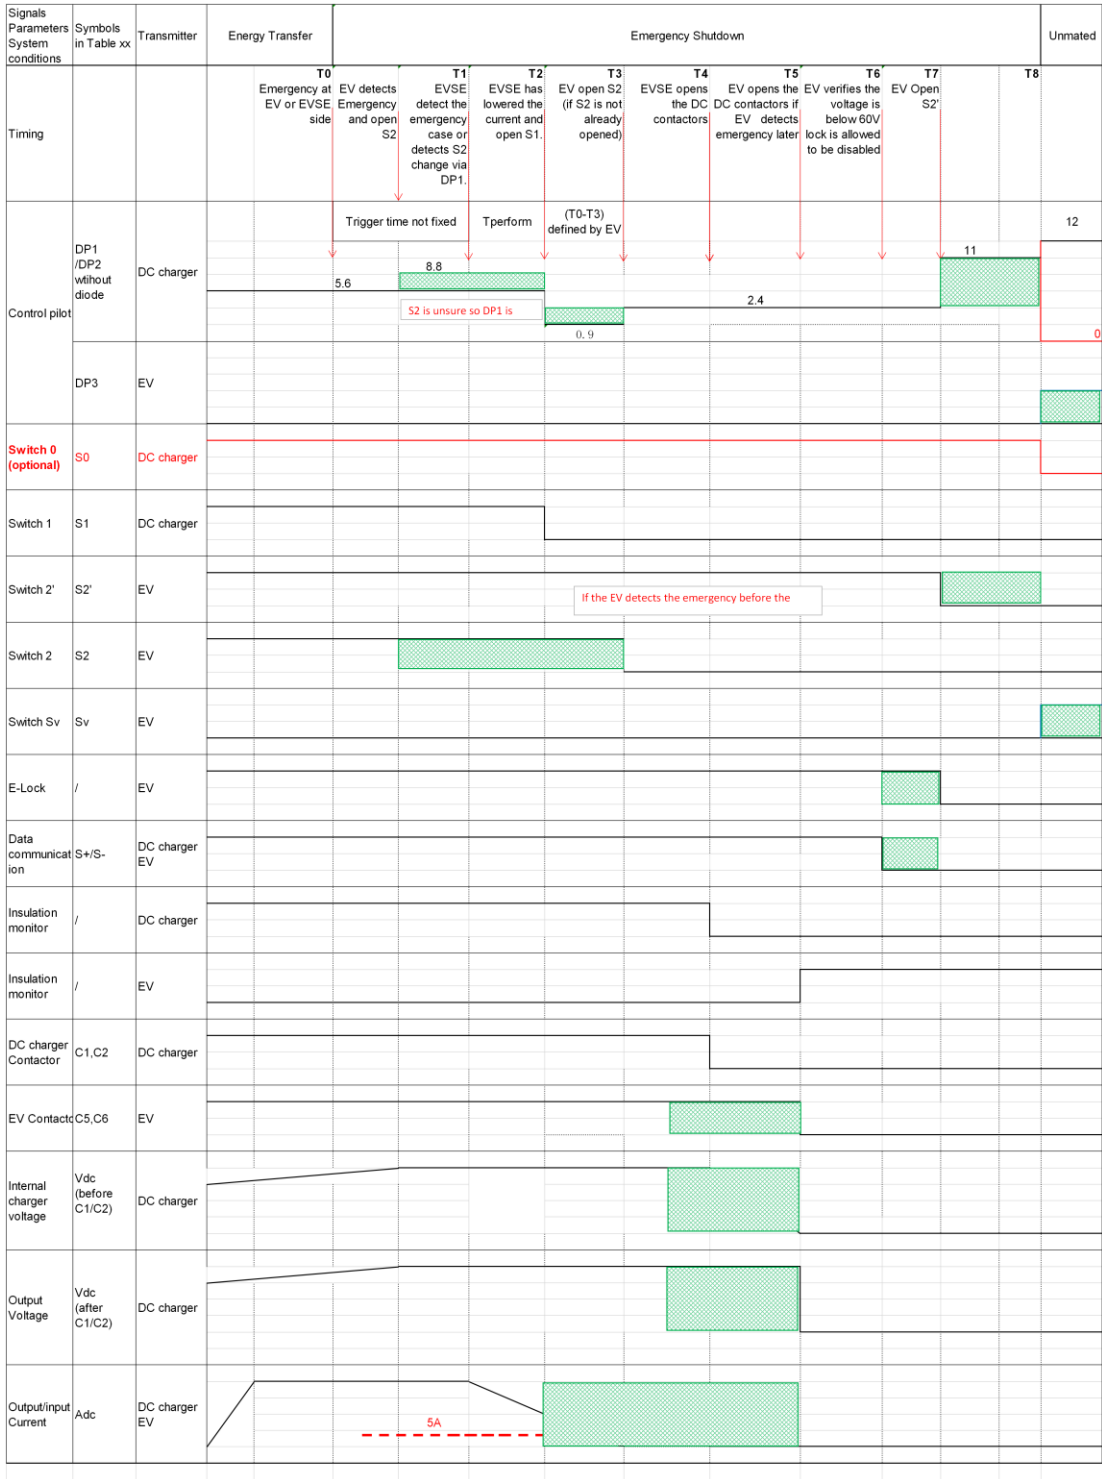 Signals
Parameters
System
conditions
Symbols
in Table xx
Transmitter
Energy Transfer
Emergency Shutdown
Unmated
Timing
T0
Emergency at
EV or EVSE
side
EV detects
Emergency
and open
S2
T1
EVSE
detect the
emergency
case or
detects S2
change via
DP1.
T2
EVSE has
lowered the
current and
open S1.
T3
EV open S2
(if S2 is not
already
opened)
T4
EVSE opens
the DC
contactors
T5
EV opens the
DC contactors if
EV detects
emergency later
T6
EV verifies the
voltage is
below 60V
lock is allowed
to be disabled
T7
EV Open
S2'
T8
Control pilot
DP1
/DP2
wtihout
diode
DC charger
Trigger time not fixed
Tperform
(T0-T3)
defined by EV
12
11
8.8
5.6
S2 is unsure so DP1 is
2.4
0.9
0
DP3
EV
Switch 0
(optional)
S0
DC charger
Switch 1
S1
DC charger
Switch 2'
S2'
EV
If the EV detects the emergency before the
Switch 2
S2
EV
Switch Sv
Sv
EV
E-Lock
/
EV
Data
communicat
ion
S+/S-
DC charger
EV
Insulation
monitor
/
DC charger
Insulation
monitor
/
EV
DC charger
Contactor
C1,C2
DC charger
EV Contacto
C5,C6
EV
Internal
charger
voltage
Vdc
(before
C1/C2)
DC charger
Output
Voltage
Vdc
(after
C1/C2)
DC charger
Output/input
Current
Adc
DC charger
EV
5A